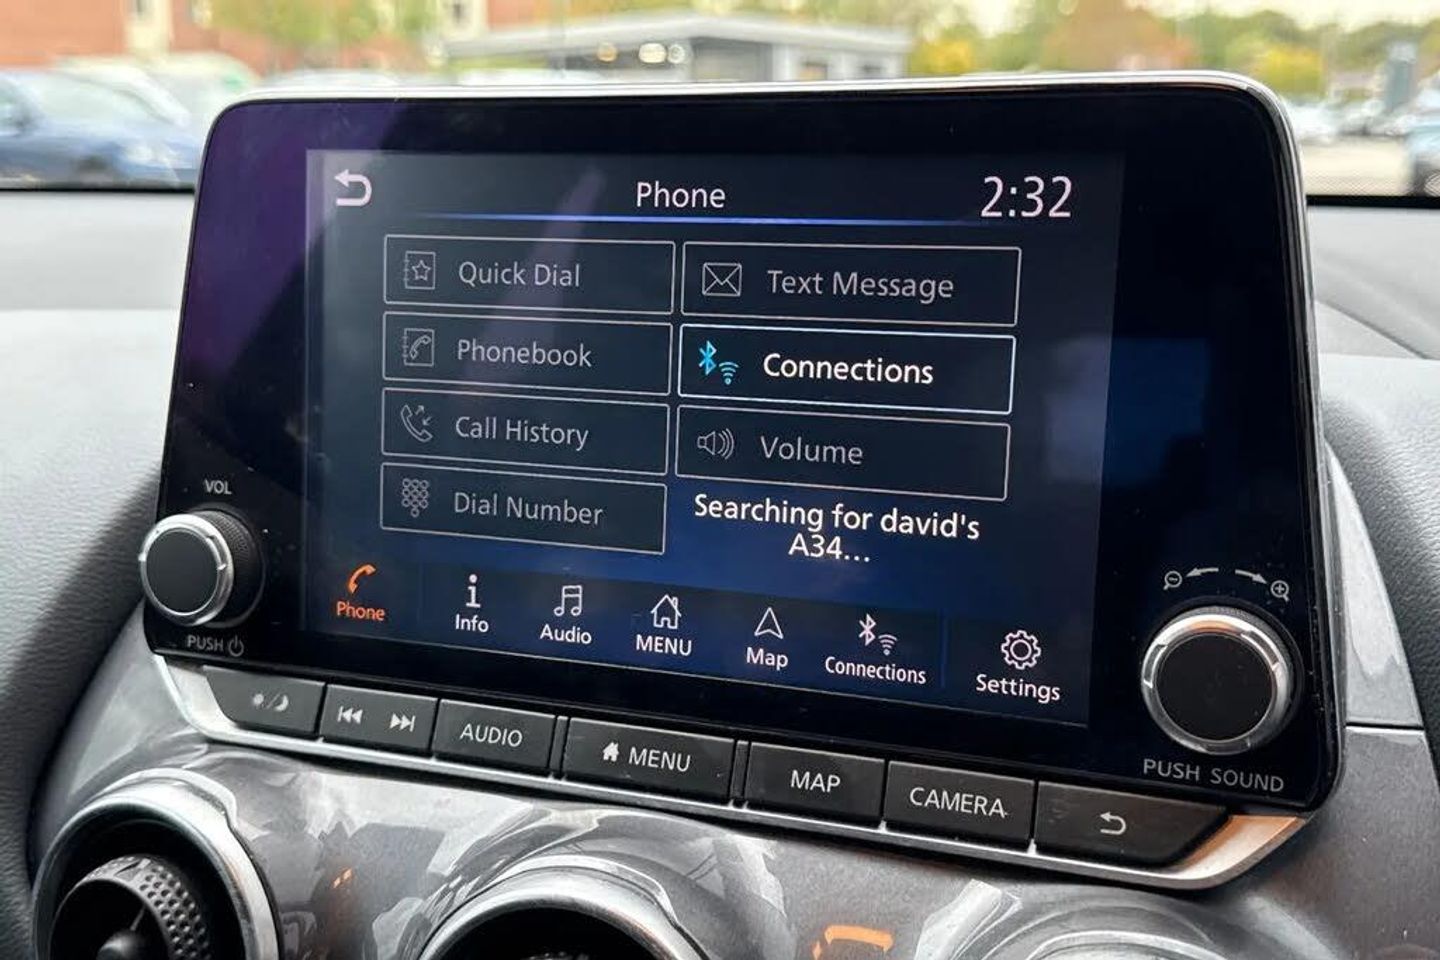 Phone
2:32
Quick Dial
Text Message
Phonebook
Connections
Call History
Volume
Dial Number
Searching for david's
A34...
Phone
Info
Audio
MENU
Map
Connections
Settings
VOL
PUSH
AUDIO
MENU
MAP
CAMERA
PUSH SOUND